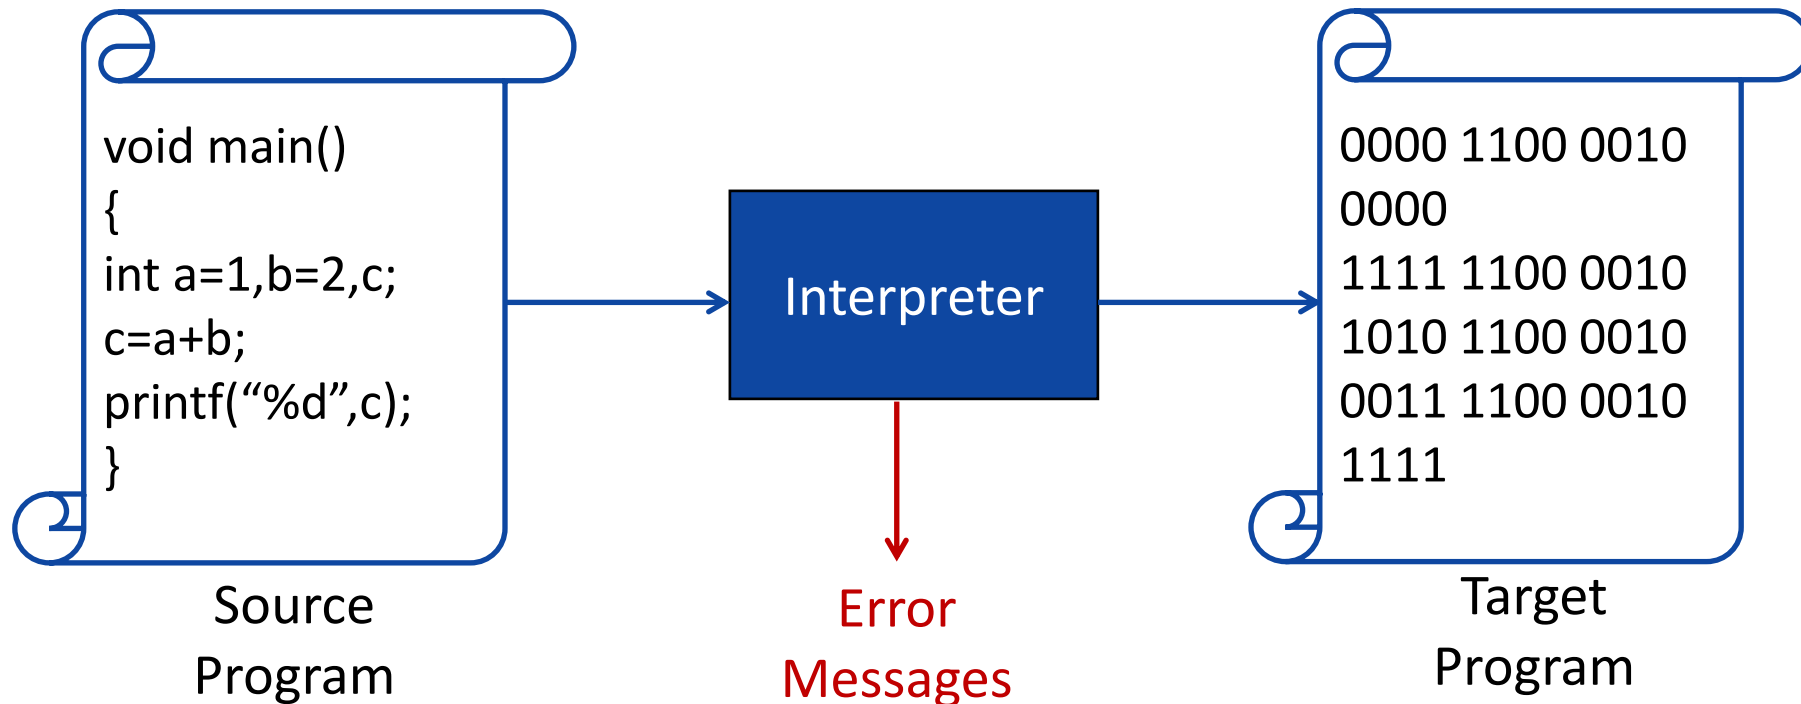 void main()
{
int a=1,b=2,c;
c=a+b;
printf(“%d”,c);
}
Source
Program
Interpreter
Error
Messages
0000 1100 0010
0000
1111 1100 0010
1010 1100 0010
0011 1100 0010
1111
Target
Program